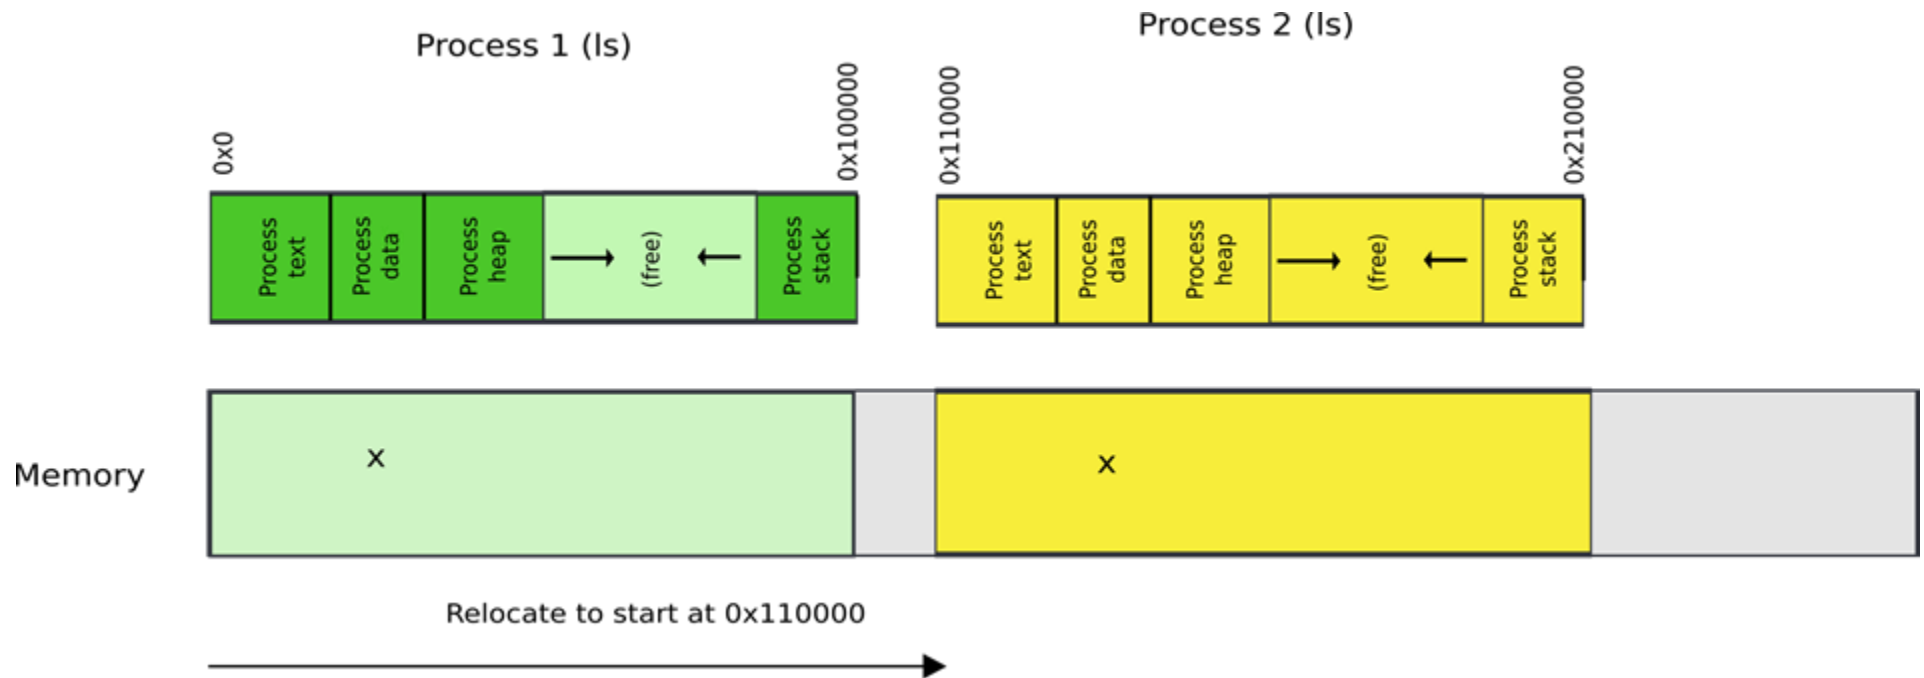 Process 1 (ls)
Process 2 (ls)
0x0
0x100000
0x110000
0x210000
Process
text
Process
data
Process
heap
(free)
Process
stack
Process
text
Process
data
Process
heap
(free)
Process
stack
Memory
x
x
Relocate to start at 0x110000